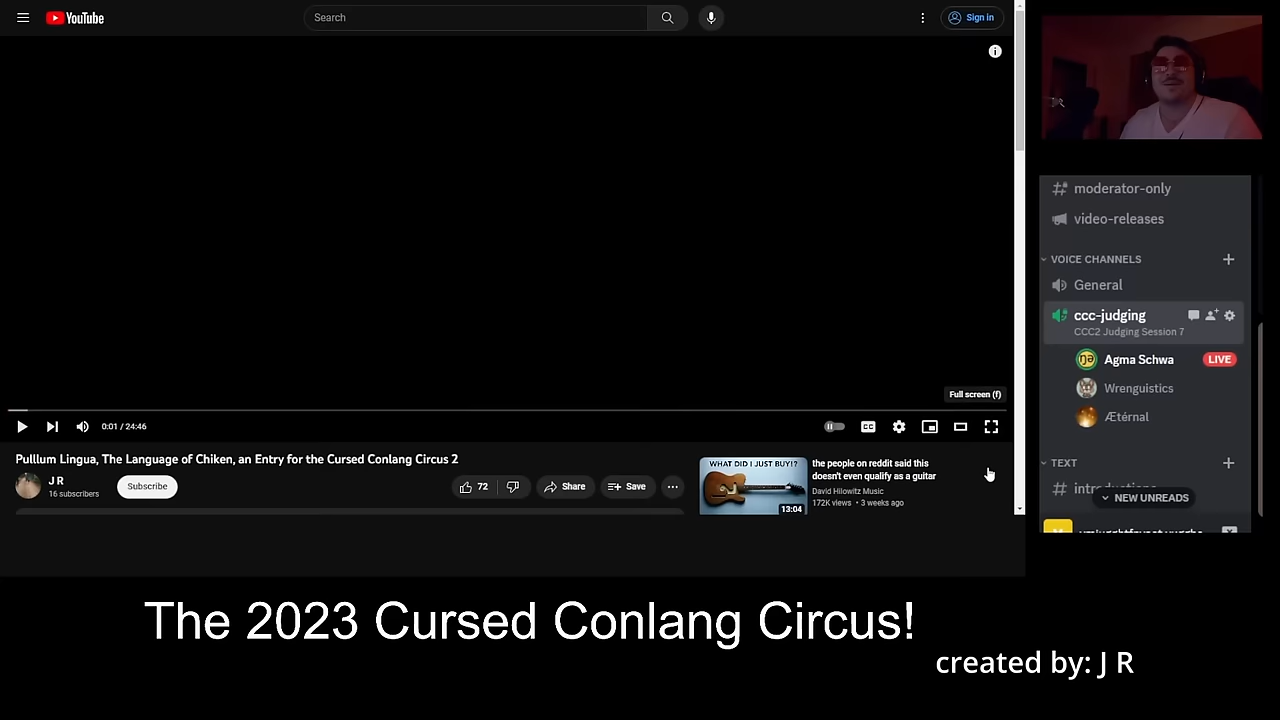 YouTube
Search
Sign in
Full screen (f)
0:01 / 24:46
CC
Pulllum Lingua, The Language of Chiken, an Entry for the Cursed Conlang Circus 2
J R
16 subscribers
Subscribe
72
Share
Save
WHAT DID I JUST BUY!?
13:04
the people on reddit said this
doesn't even qualify as a guitar
David Hilowitz Music
172K views • 3 weeks ago
moderator-only
video-releases
VOICE CHANNELS
General
ccc-judging
CCC2 Judging Session 7
Agma Schwa
LIVE
Wrenguistics
Ætérnal
TEXT
NEW UNREADS
The 2023 Cursed Conlang Circus!
created by: J R